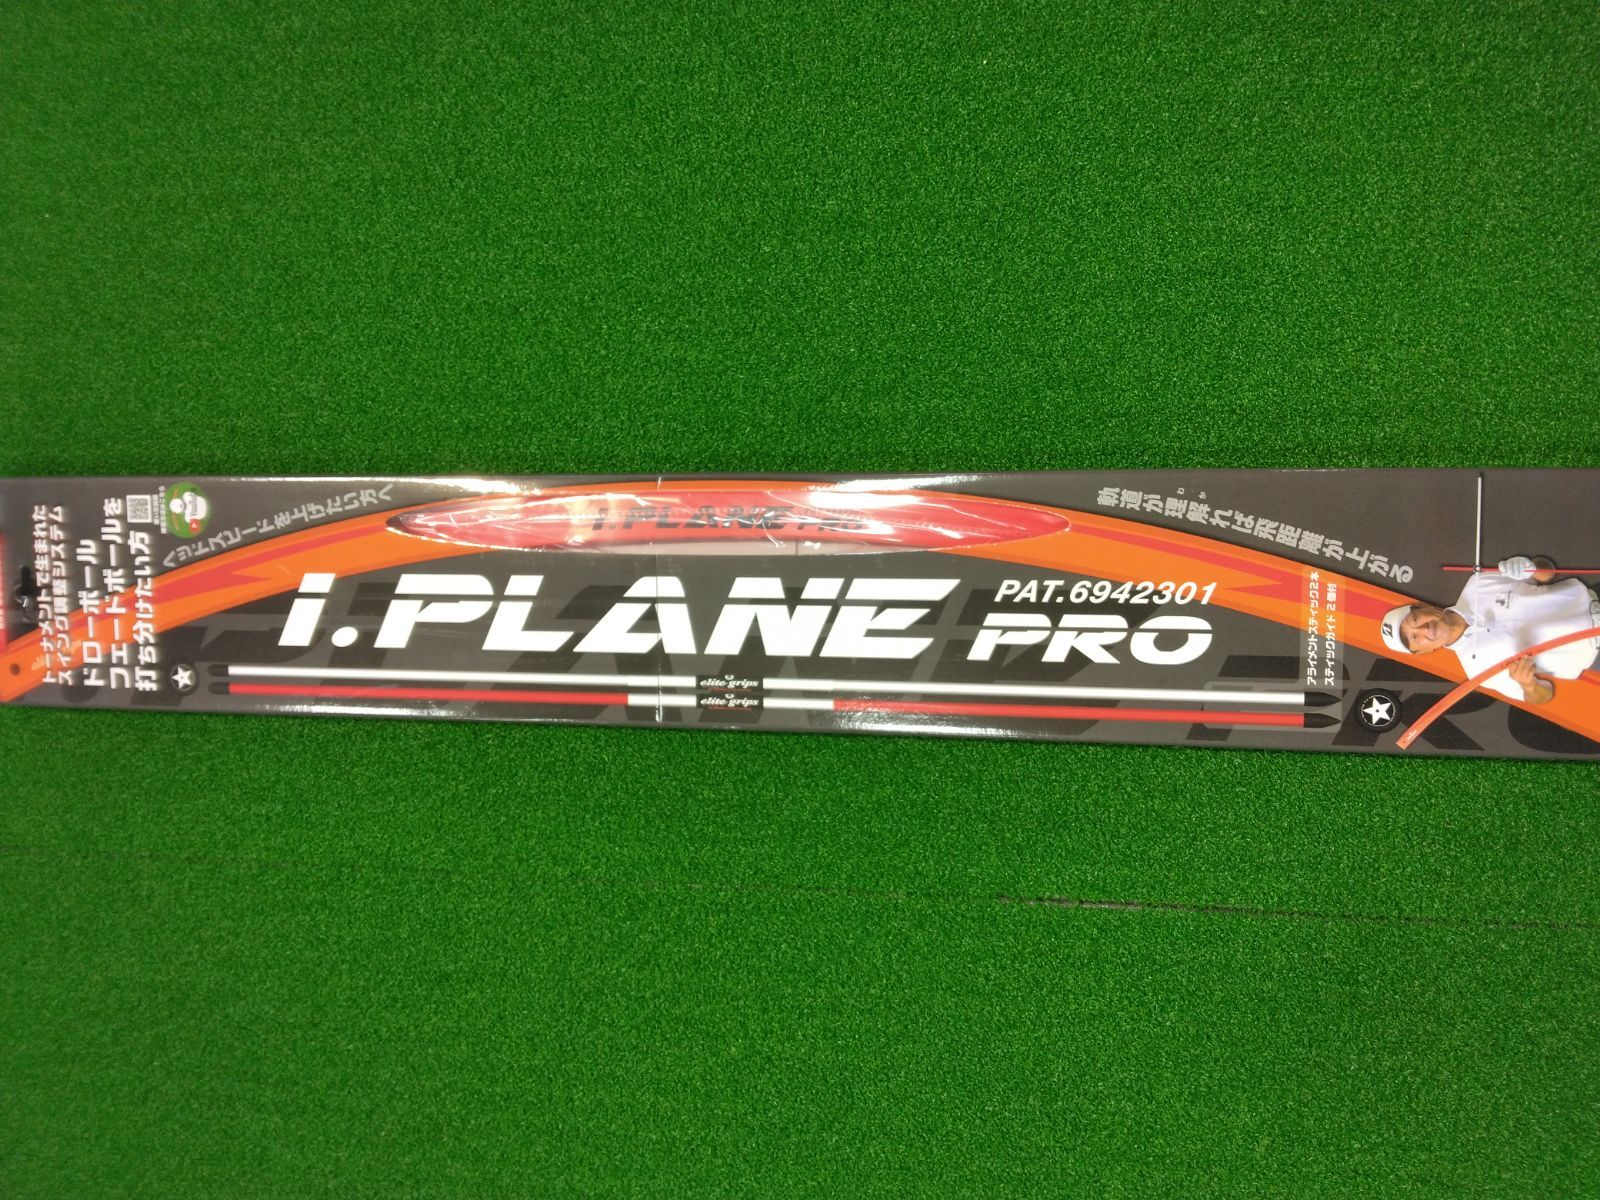 トーナメントで生まれた
スイング調整システム
ドローボール
フェードボールを
打ち分けたい方
ヘッドスピードを上げたい方へ
I.PLANE PRO
軌道が理解れば飛距離が上がる
わか
I.PLANE PRO
PAT.6942301
アライメントスティック2本
スティックガイド2種付
elite grips
elite grips